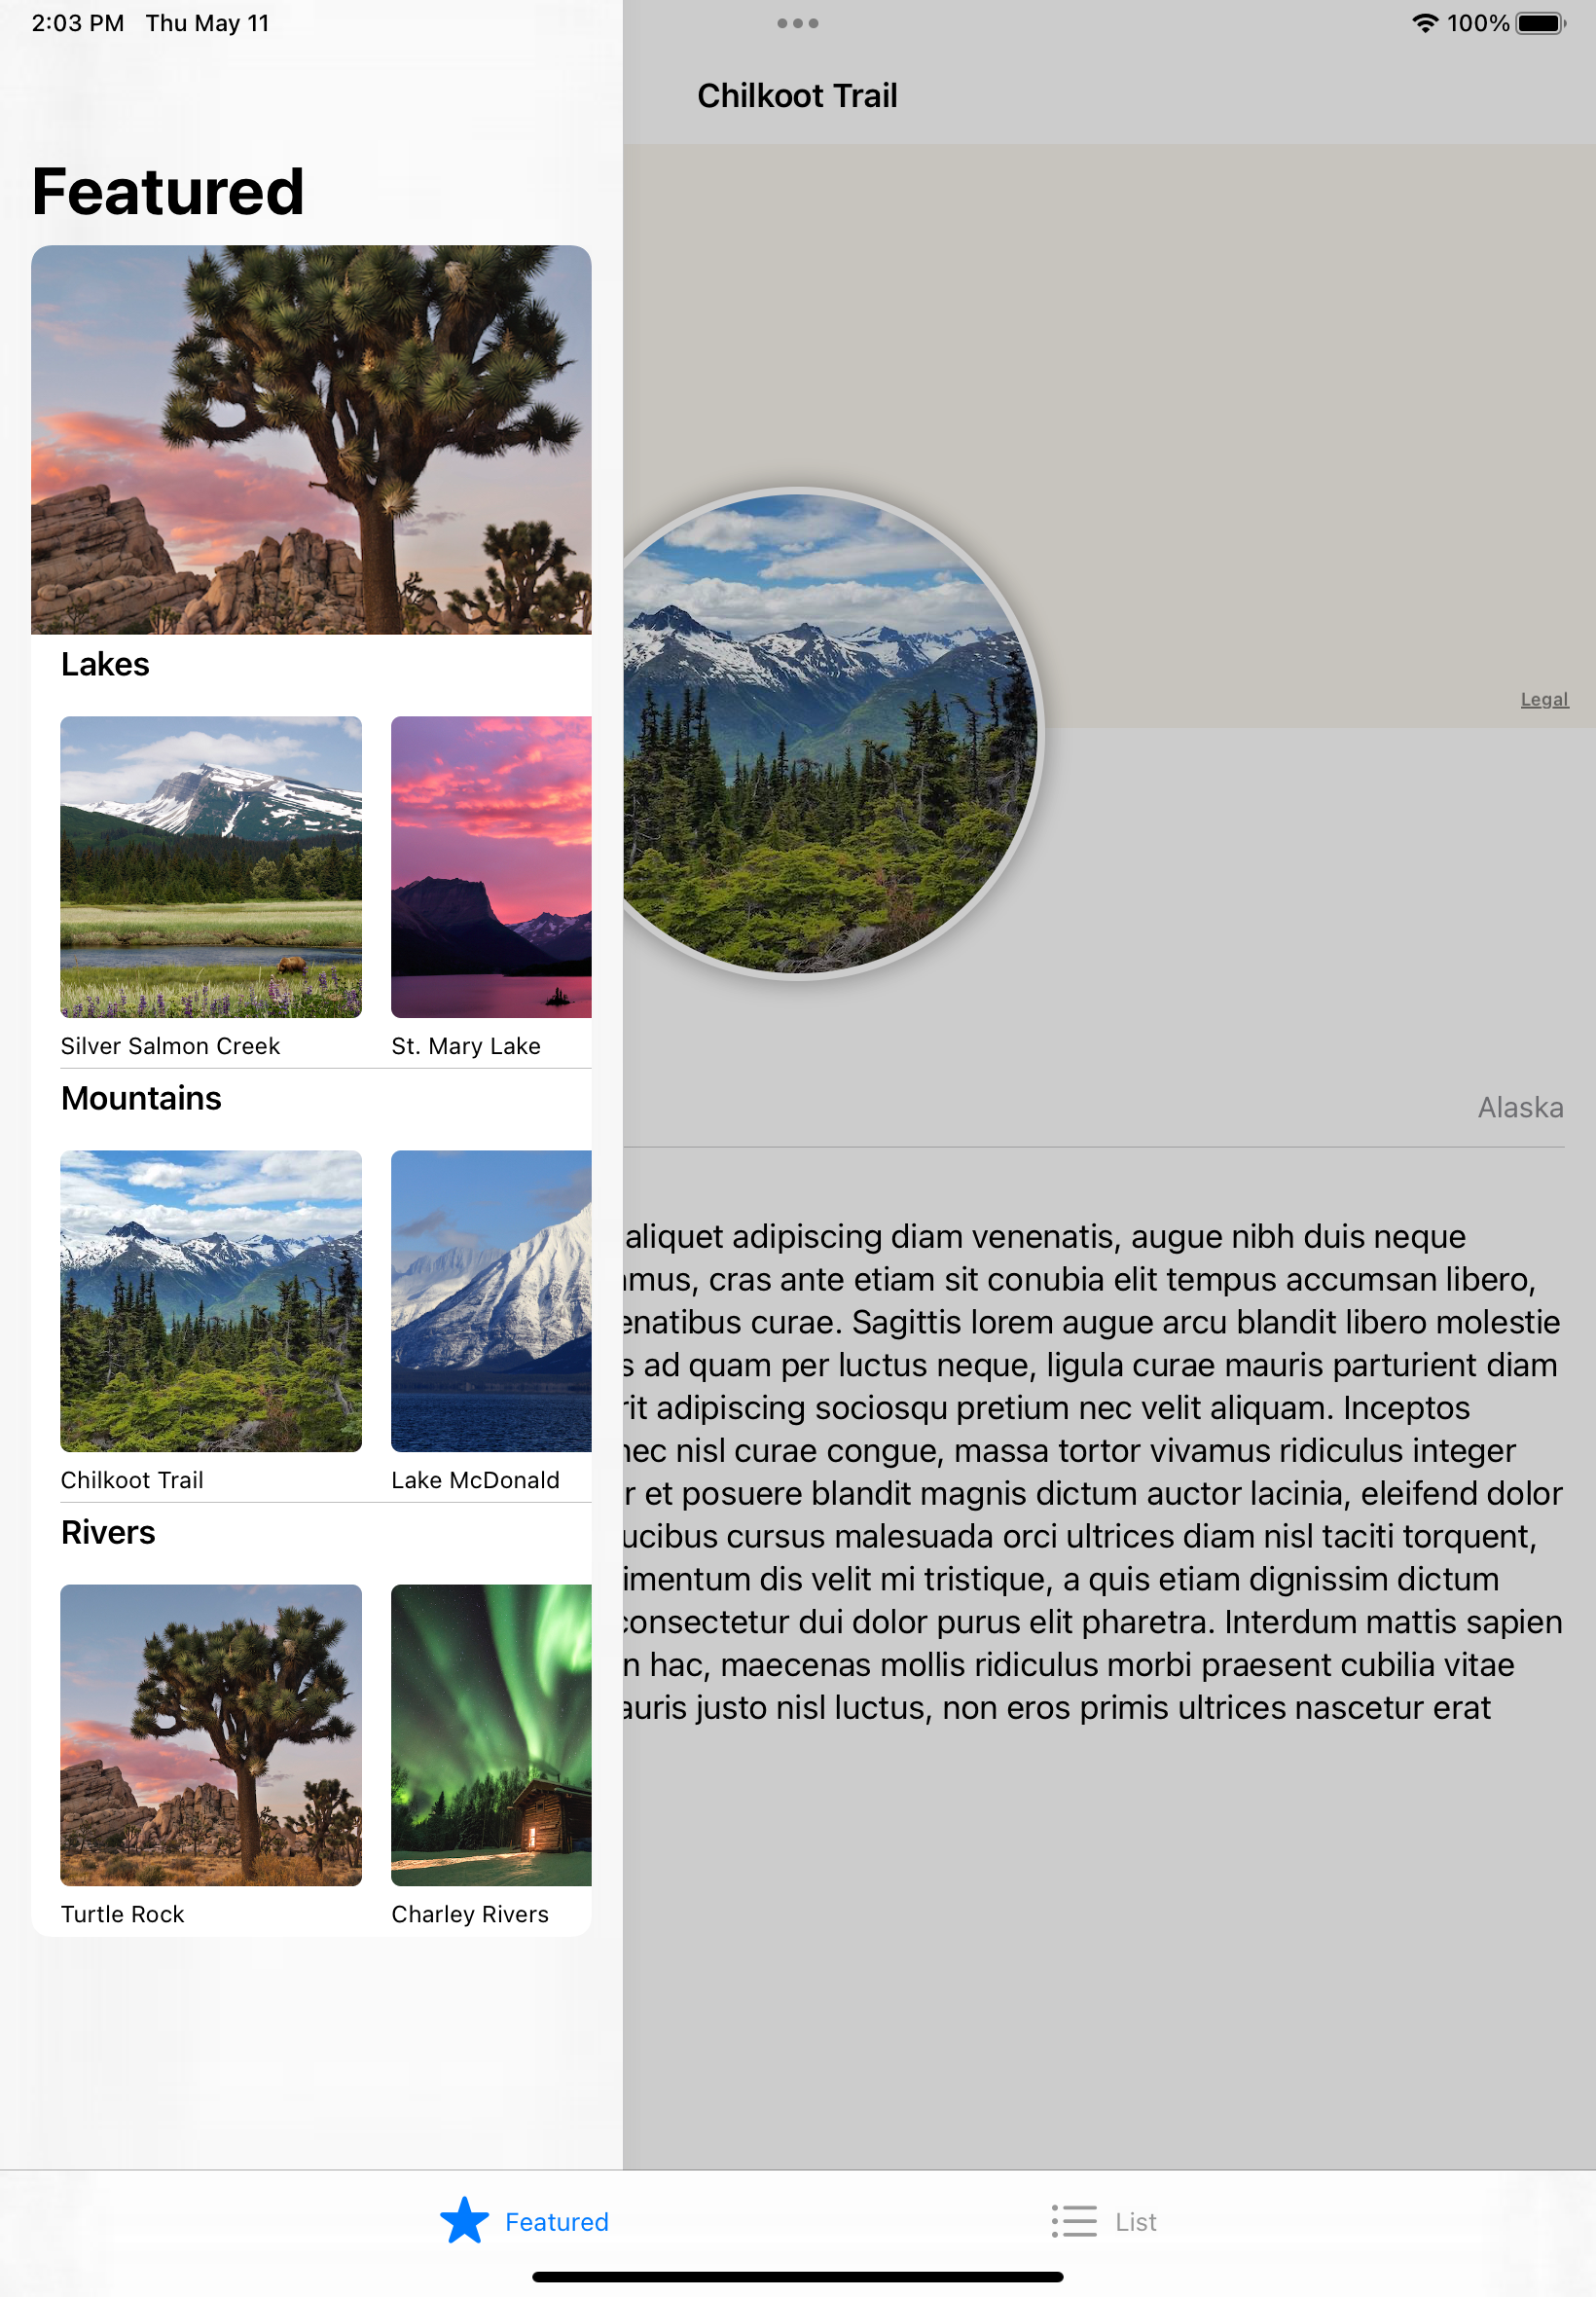 2:03 PM Thu May 11
100%
Featured
Lakes
Silver Salmon Creek
St. Mary Lake
Mountains
Chilkoot Trail
Lake McDonald
Rivers
Turtle Rock
Charley Rivers
Chilkoot Trail
Legal
Alaska
aliquet adipiscing diam venenatis, augue nibh duis neque
cras ante etiam sit conubia elit tempus accumsan libero,
curae. Sagittis lorem augue arcu blandit libero molestie
ad quam per luctus neque, ligula curae mauris parturient diam
adipiscing sociosqu pretium nec velit aliquam. Inceptos
nec nisl curae congue, massa tortor vivamus ridiculus integer
et posuere blandit magnis dictum auctor lacinia, eleifend dolor
cursus malesuada orci ultrices diam nisl taciti torquent,
dis velit mi tristique, a quis etiam dignissim dictum
consectetur dui dolor purus elit pharetra. Interdum mattis sapien
hac, maecenas mollis ridiculus morbi praesent cubilia vitae
justo nisl luctus, non eros primis ultrices nascetur erat
Featured
List